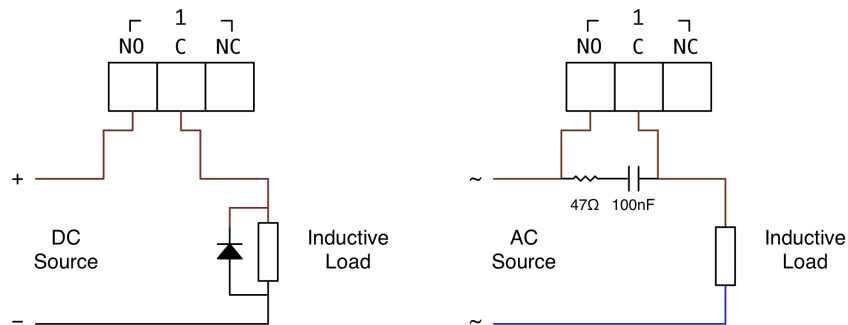 1
NO C NC
+
DC
Source
Inductive
Load
−
1
NO C NC
~
47Ω 100nF
AC
Source
Inductive
Load
~